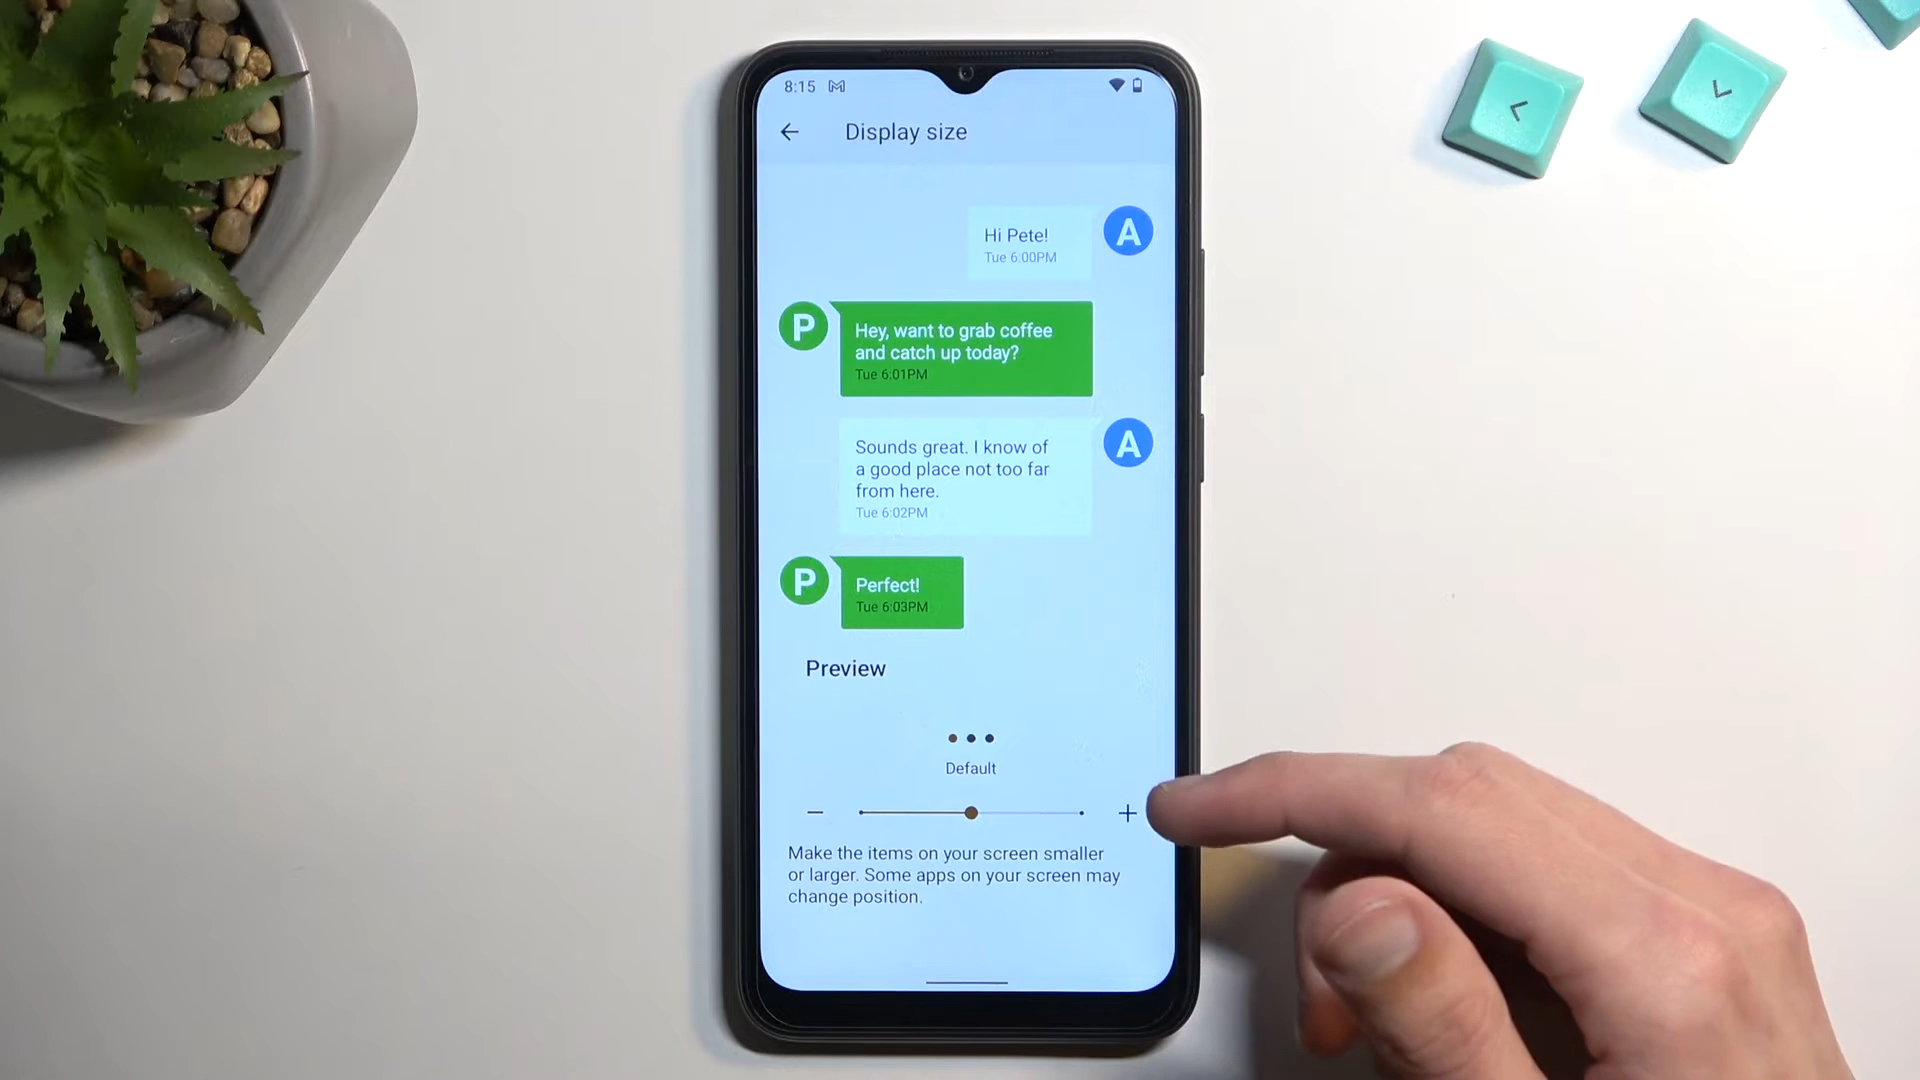 8:15
Display size
Hi Pete!
Tue 6:00PM
A
P
Hey, want to grab coffee
and catch up today?
Tue 6:01PM
Sounds great. I know of
a good place not too far
from here.
Tue 6:02PM
A
P
Perfect!
Tue 6:03PM
Preview
Default
Make the items on your screen smaller
or larger. Some apps on your screen may
change position.